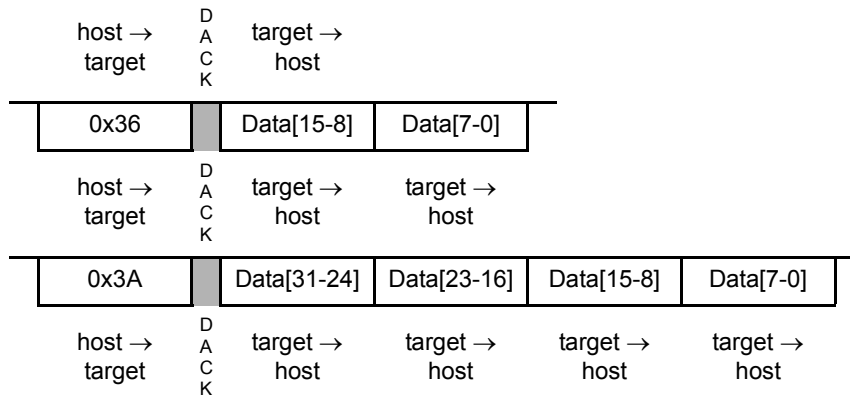 host → D A C K target →
target host
0x36 Data[15-8] Data[7-0]
host → D A C K target → target →
target host host
0x3A Data[31-24] Data[23-16] Data[15-8] Data[7-0]
host → D A C K target → target → target → target →
target host host host host